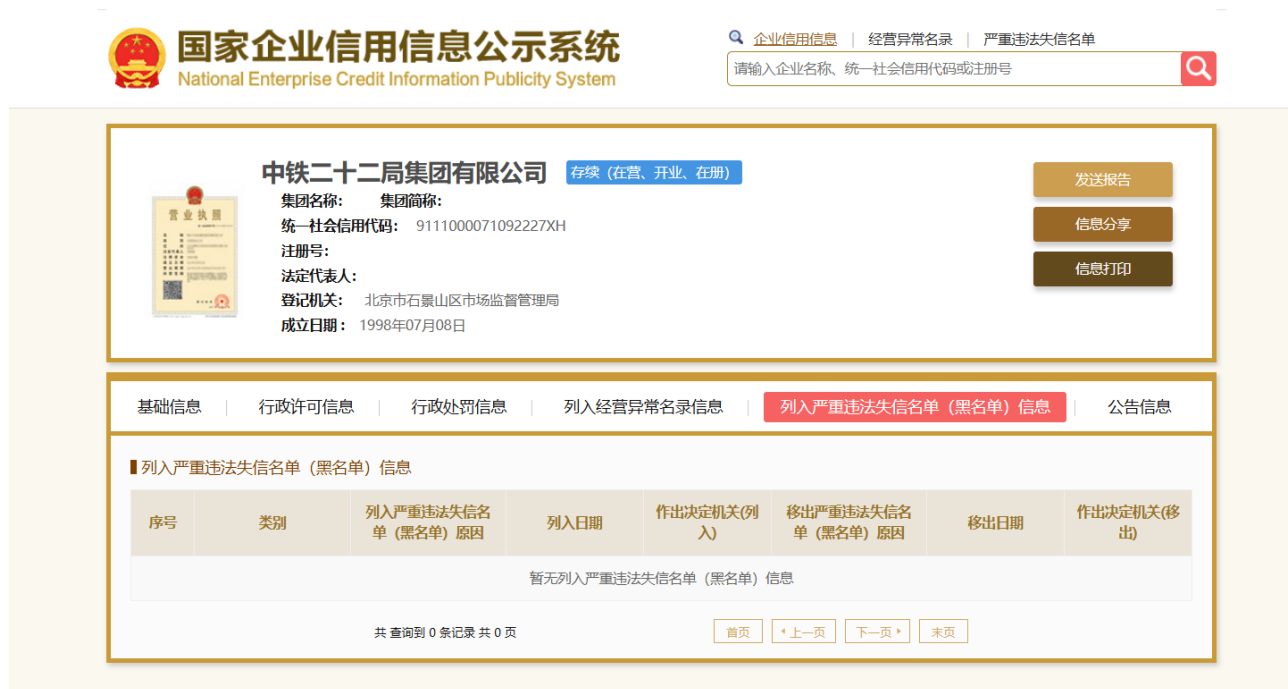 国家企业信用信息公示系统
National Enterprise Credit Information Publicity System
企业信用信息 | 经营异常名录 | 严重违法失信名单
请输入企业名称、统一社会信用代码或注册号
中铁二十二局集团有限公司 存续（在营、开业、在册）
集团名称： 集团简称：
统一社会信用代码： 9111000071092227XH
注册号：
法定代表人：
登记机关： 北京市石景山区市场监督管理局
成立日期： 1998年07月08日
营业执照
发送报告
信息分享
信息打印
基础信息 | 行政许可信息 | 行政处罚信息 | 列入经营异常名录信息 | 列入严重违法失信名单（黑名单）信息 | 公告信息
列入严重违法失信名单（黑名单）信息
序号 类别 列入严重违法失信名单（黑名单）原因 列入日期 作出决定机关(列入) 移出严重违法失信名单（黑名单）原因 移出日期 作出决定机关(移出)
暂无列入严重违法失信名单（黑名单）信息
共 查询到 0 条记录 共 0 页 首页 上一页 下一页 末页